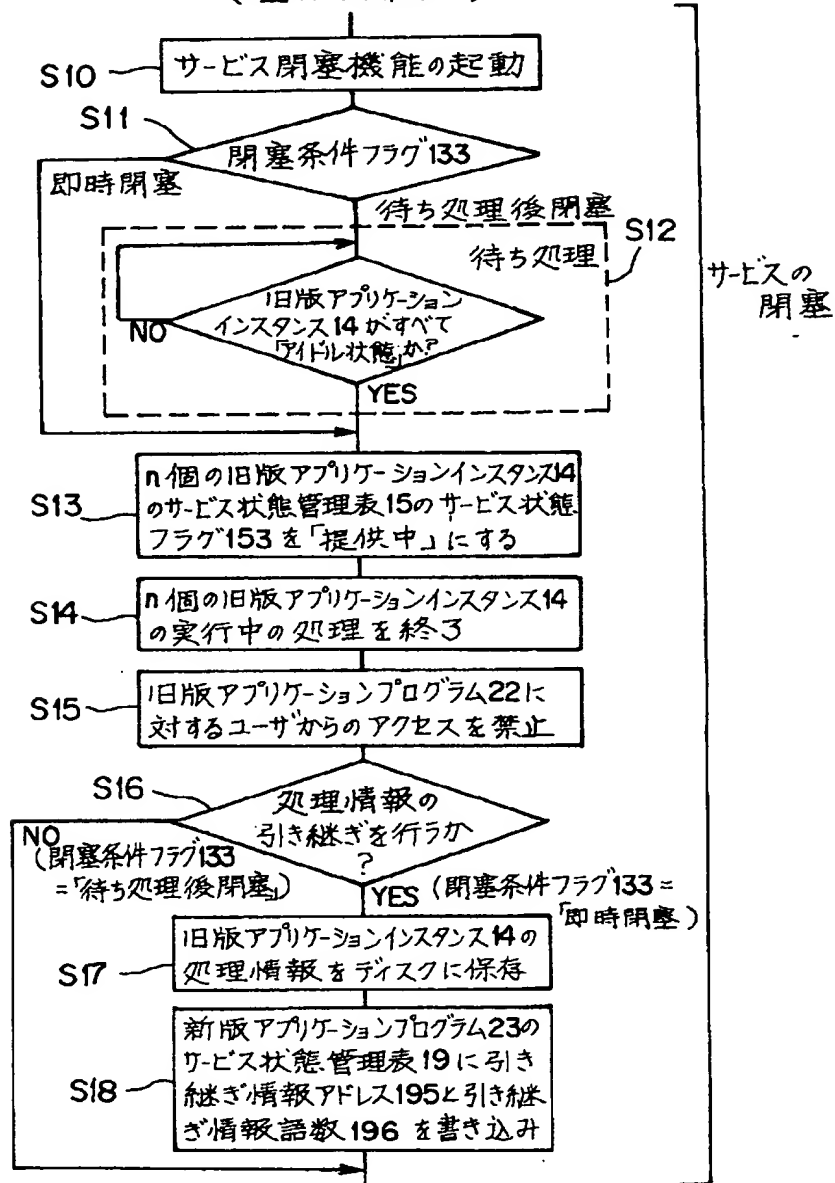 S10
サービス閉塞機能の起動
S11
閉塞条件フラグ133
即時閉塞
待ち処理後閉塞
S12
待ち処理
サービスの
閉塞
旧版アプリケーション
インスタンス14がすべて
「アイドル状態」か?
NO
YES
S13
n個の旧版アプリケーションインスタンス14
のサービス状態管理表15のサービス状態
フラグ153を「提供中」にする
S14
n個の旧版アプリケーションインスタンス14
の実行中の処理を終了
S15
旧版アプリケーションプログラム22に
対するユーザからのアクセスを禁止
S16
処理情報の
引き継ぎを行うか
?
NO
(閉塞条件フラグ133
=「待ち処理後閉塞」)
YES (閉塞条件フラグ133=
「即時閉塞)
S17
旧版アプリケーションインスタンス14の
処理情報をディスクに保存
S18
新版アプリケーションプログラム23の
サービス状態管理表19に引き
継ぎ情報アドレス195と引き継
ぎ情報語数196を書き込み